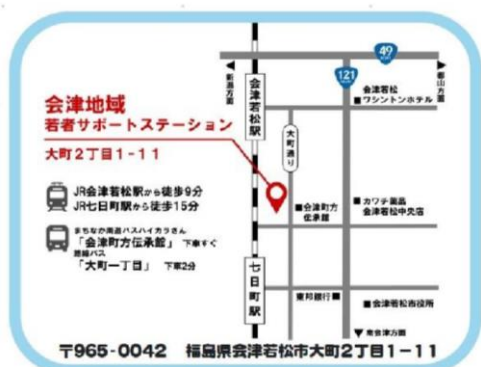 49
121
新潟方面
郡山方面
会津若松駅
会津若松
ワシントンホテル
会津地域
若者サポートステーション
大町2丁目1-11
大町通り
JR会津若松駅から徒歩9分
JR七日町駅から徒歩15分
会津町方
伝承館
カワチ薬品
会津若松中央店
まちなか周遊バスハイカラさん
「会津町方伝承館」 下車すぐ
路線バス
「大町一丁目」 下車2分
七日町駅
東邦銀行
会津若松市役所
南会津方面
〒965-0042 福島県会津若松市大町2丁目1-11